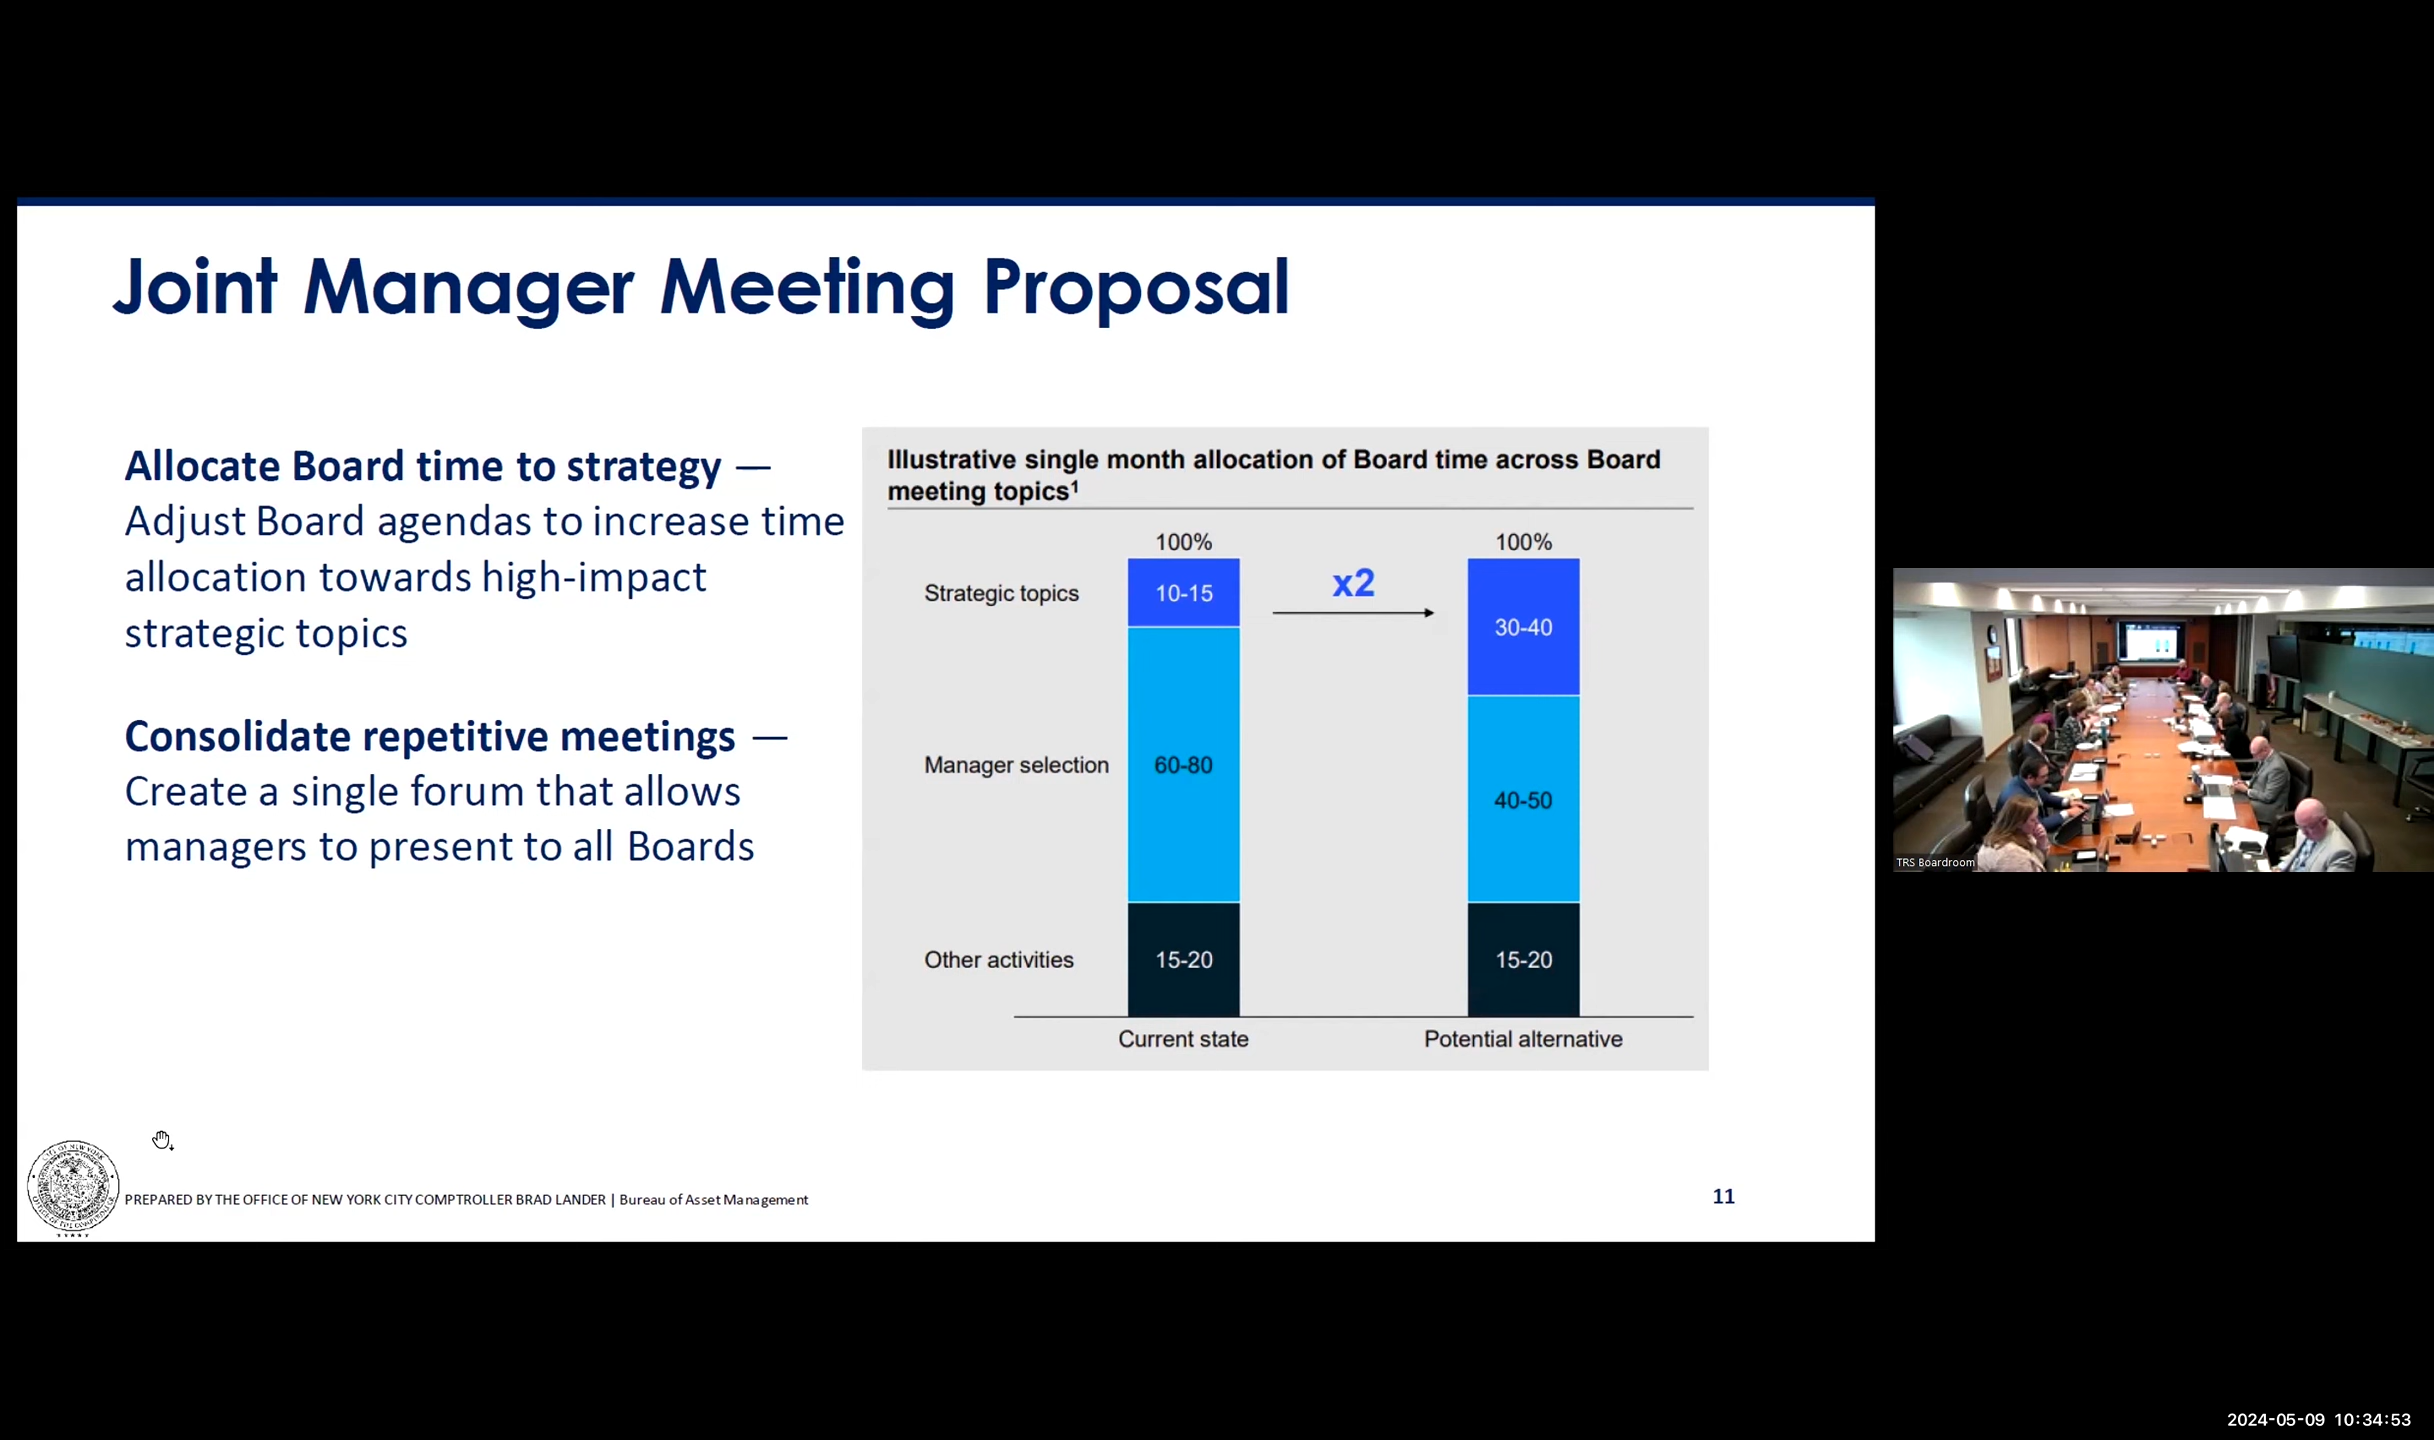 Joint Manager Meeting Proposal
Allocate Board time to strategy —
Adjust Board agendas to increase time
allocation towards high-impact
strategic topics
Consolidate repetitive meetings —
Create a single forum that allows
managers to present to all Boards
Illustrative single month allocation of Board time across Board
meeting topics¹
100%
100%
Strategic topics
10-15
x2
30-40
Manager selection
60-80
40-50
Other activities
15-20
15-20
Current state
Potential alternative
PREPARED BY THE OFFICE OF NEW YORK CITY COMPTROLLER BRAD LANDER | Bureau of Asset Management
11
TRS Boardroom
2024-05-09 10:34:53